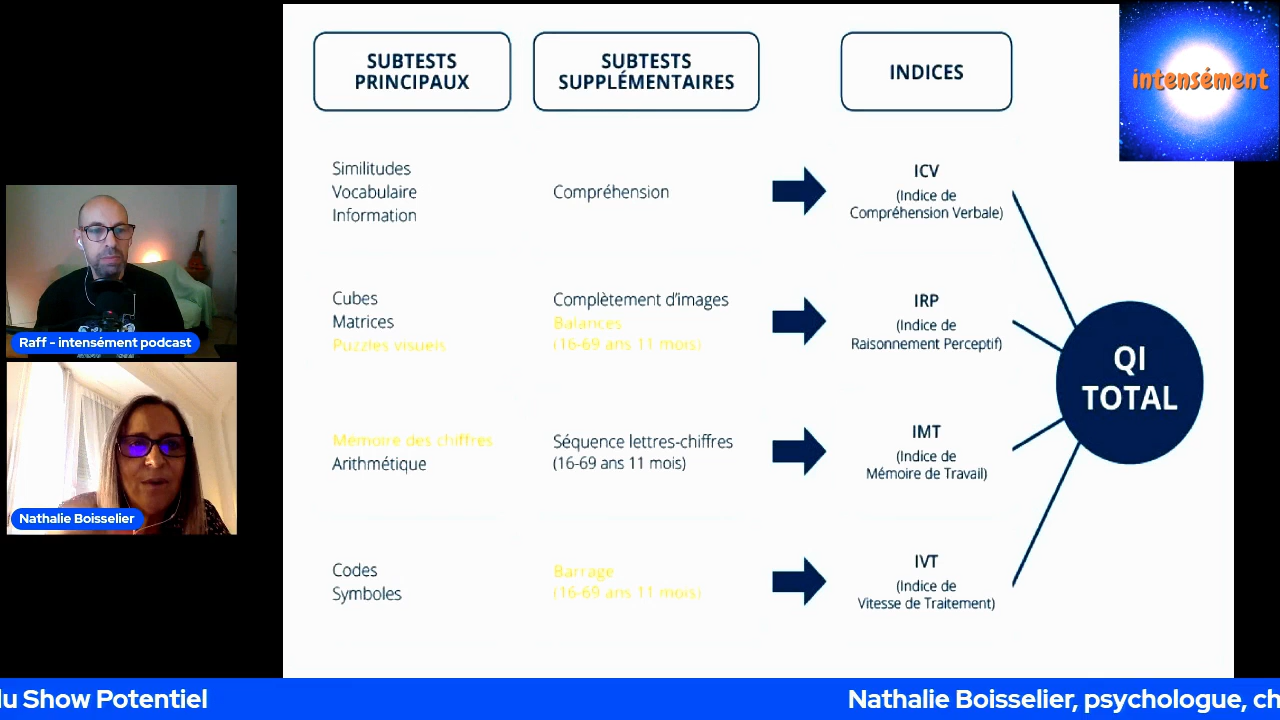 SUBTESTS
PRINCIPAUX
SUBTESTS
SUPPLÉMENTAIRES
INDICES
intensément
Similitudes
Vocabulaire
Information
Compréhension
ICV
(Indice de
Compréhension Verbale)
Cubes
Matrices
Puzzles visuels
Complètement d'images
Balances
(16-69 ans 11 mois)
IRP
(Indice de
Raisonnement Perceptif)
QI
TOTAL
Mémoire des chiffres
Arithmétique
Séquence lettres-chiffres
(16-69 ans 11 mois)
IMT
(Indice de
Mémoire de Travail)
Codes
Symboles
Barrage
(16-69 ans 11 mois)
IVT
(Indice de
Vitesse de Traitement)
Raff - intensément podcast
Nathalie Boisselier
du Show Potentiel
Nathalie Boisselier, psychologue, ch